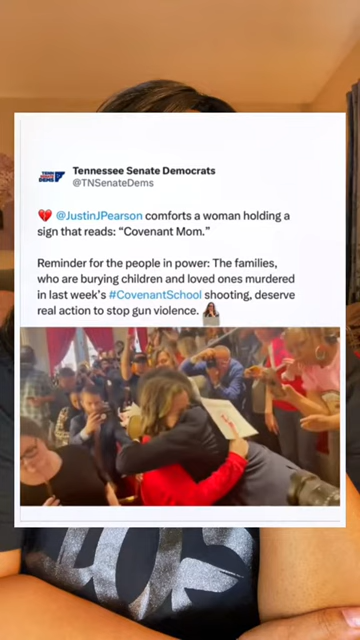 Tennessee Senate Democrats
@TNSenateDems
💔 @JustinJPearson comforts a woman holding a
sign that reads: “Covenant Mom.”
Reminder for the people in power: The families,
who are burying children and loved ones murdered
in last week’s #CovenantSchool shooting, deserve
real action to stop gun violence.